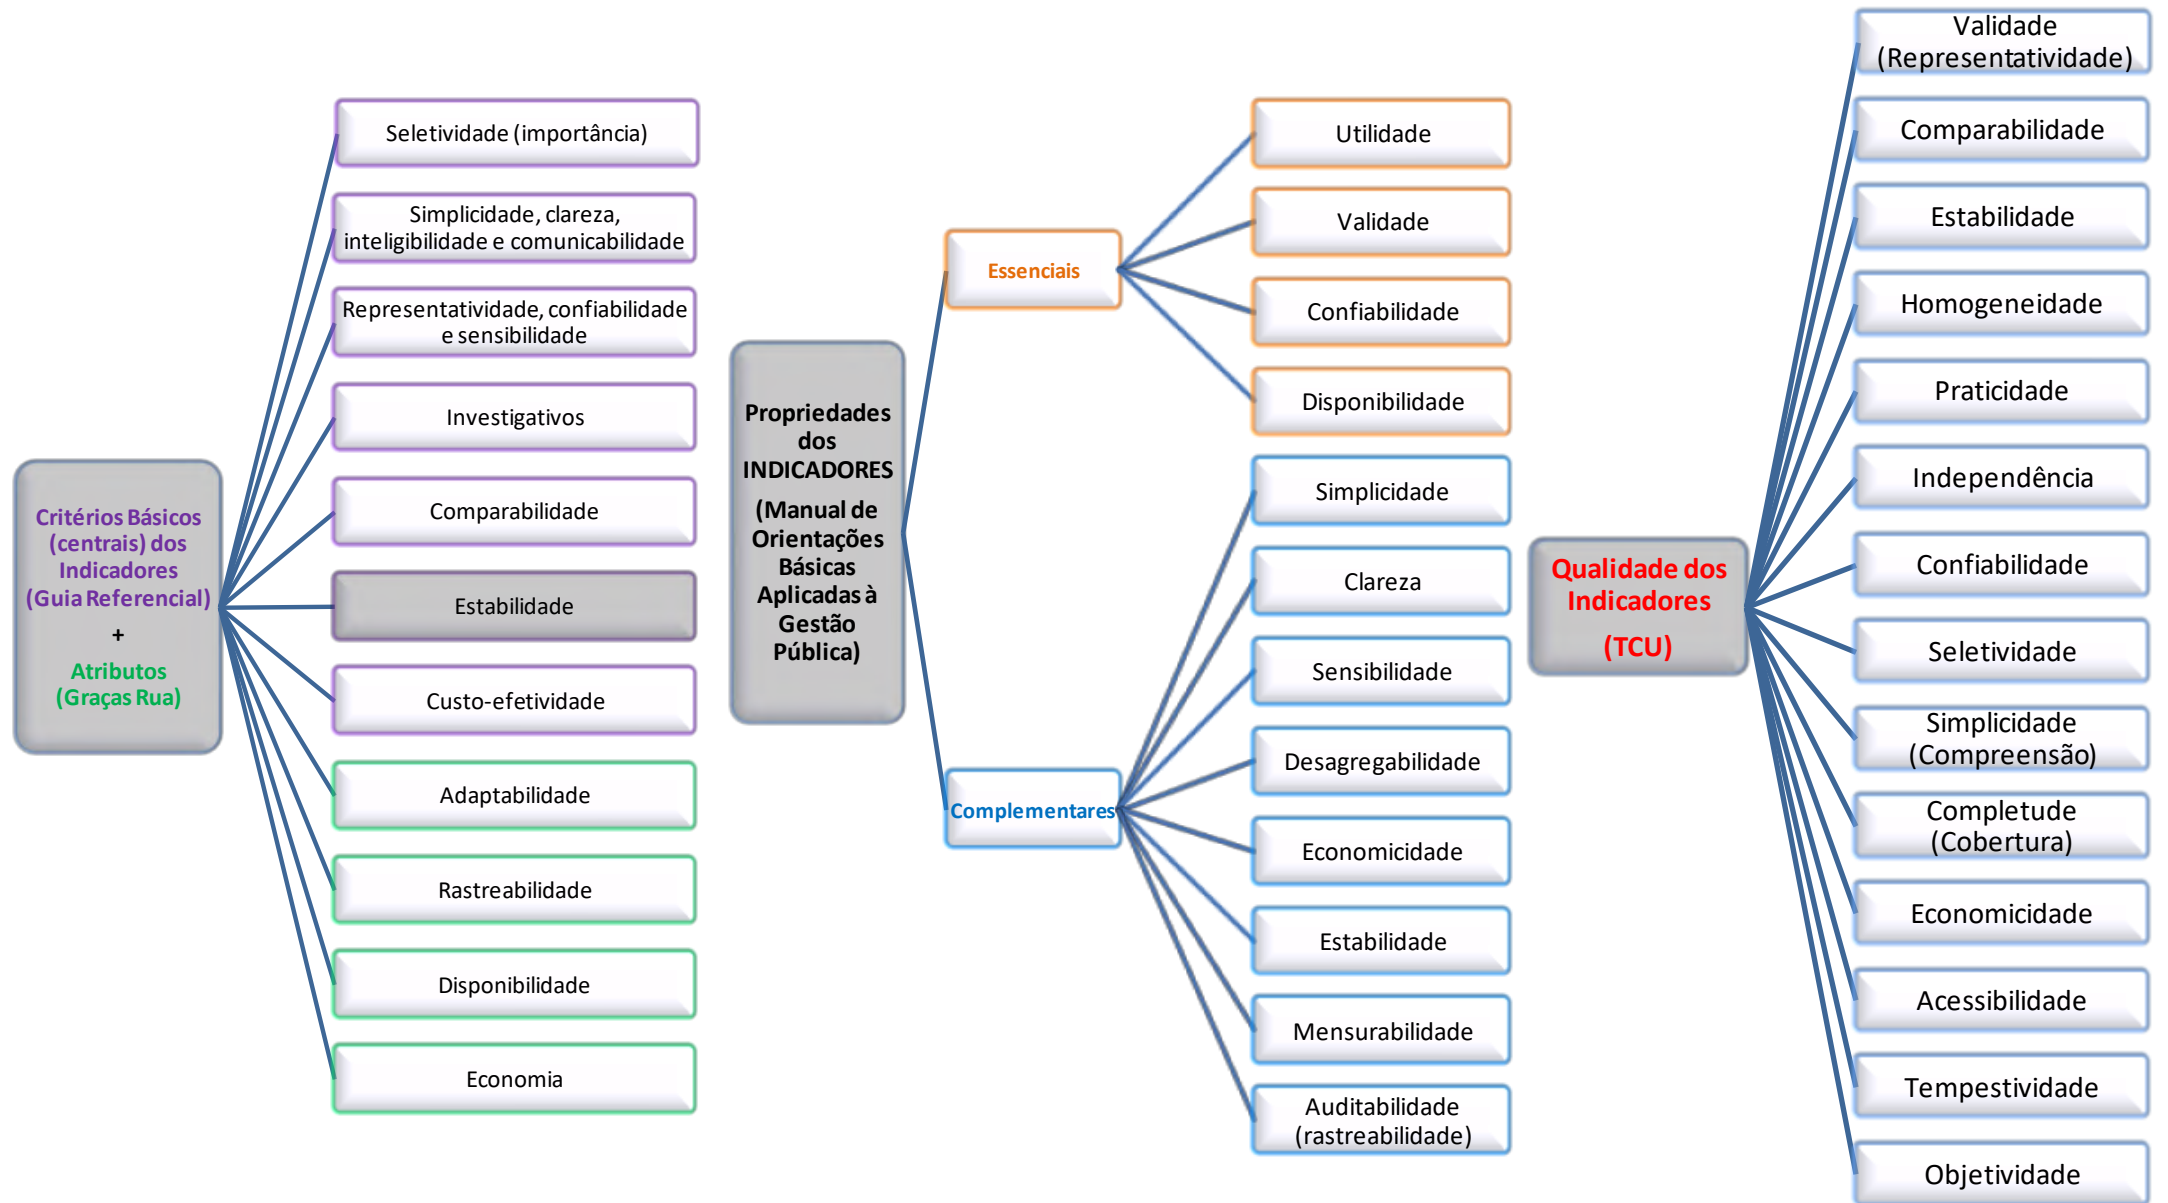 Critérios Básicos
(centrais) dos
Indicadores
(Guia Referencial)
+
Atributos
(Graças Rua)
Seletividade (importância)
Simplicidade, clareza,
inteligibilidade e comunicabilidade
Representatividade, confiabilidade
e sensibilidade
Investigativos
Comparabilidade
Estabilidade
Custo-efetividade
Adaptabilidade
Rastreabilidade
Disponibilidade
Economia
Propriedades
dos
INDICADORES
(Manual de
Orientações
Básicas
Aplicadas à
Gestão
Pública)
Essenciais
Utilidade
Validade
Confiabilidade
Disponibilidade
Complementares
Simplicidade
Clareza
Sensibilidade
Desagregabilidade
Economicidade
Estabilidade
Mensurabilidade
Auditabilidade
(rastreabilidade)
Qualidade dos
Indicadores
(TCU)
Validade
(Representatividade)
Comparabilidade
Estabilidade
Homogeneidade
Praticidade
Independência
Confiabilidade
Seletividade
Simplicidade
(Compreensão)
Completude
(Cobertura)
Economicidade
Acessibilidade
Tempestividade
Objetividade